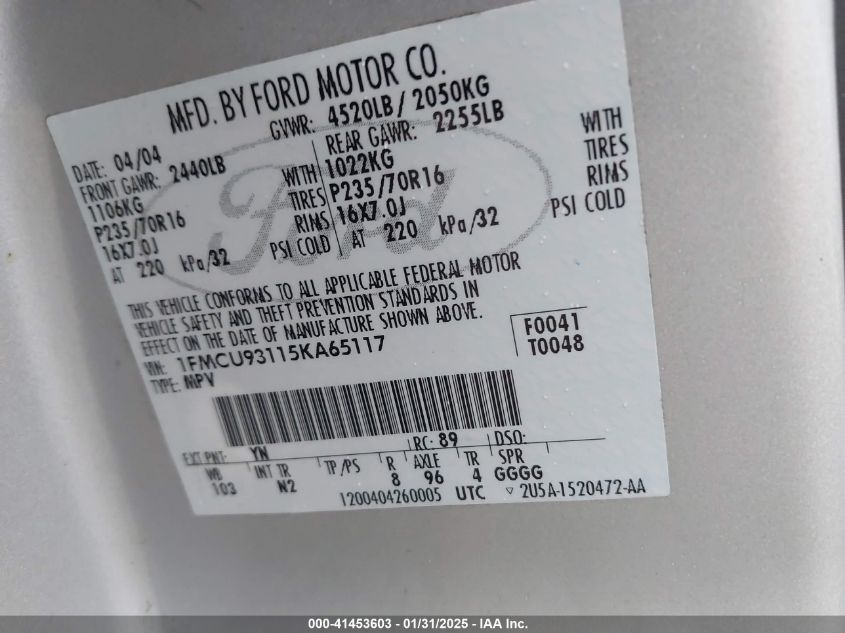 MFD. BY FORD MOTOR CO.
DATE: 04/04 GVWR: 4520LB / 2050KG
FRONT GAWR: 2440LB REAR GAWR: 2255LB
1106KG WITH 1022KG WITH
P235/70R16 TIRES P235/70R16 TIRES
16X7.0J RIMS 16X7.0J RIMS
AT 220 kPa/32 PSI COLD AT 220 kPa/32 PSI COLD
Ford
THIS VEHICLE CONFORMS TO ALL APPLICABLE FEDERAL MOTOR
VEHICLE SAFETY AND THEFT PREVENTION STANDARDS IN
EFFECT ON THE DATE OF MANUFACTURE SHOWN ABOVE.
VIN: 1FMCU93115KA65117
TYPE: MPV
F0041
T0048
EXT PNT: YN RC: 89 DSO:
WB INT TR TP/PS R AXLE TR SPR
103 N2 8 96 4 GGGG
1200404260005 UTC ▽ 2U5A-1520472-AA
000-41453603 / 01/31/2025 - IAA Inc.